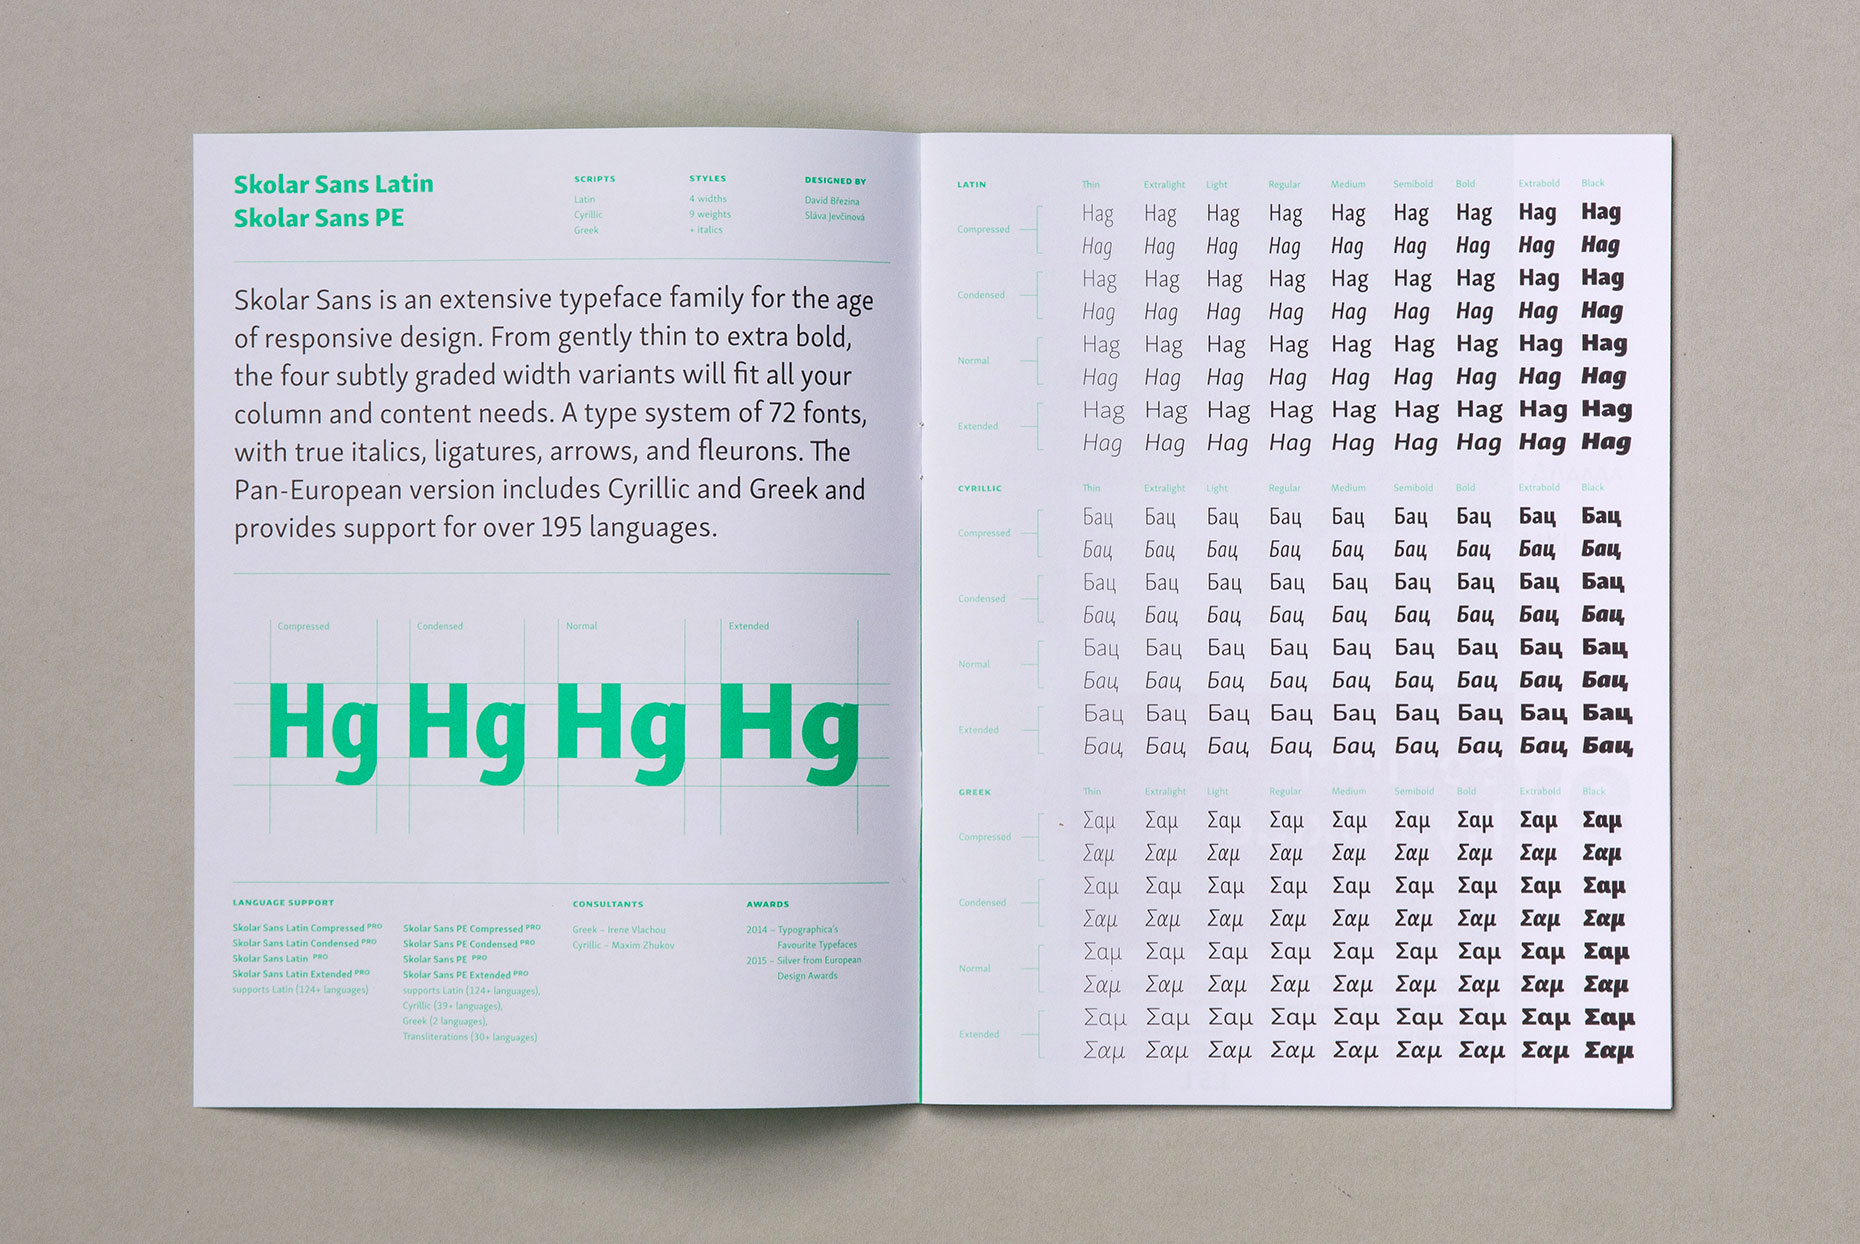 Skolar Sans Latin
Skolar Sans PE
SCRIPTS
Latin
Cyrillic
Greek
STYLES
4 widths
9 weights
+ italics
DESIGNED BY
David Březina
Sláva Jevčinová
Skolar Sans is an extensive typeface family for the age
of responsive design. From gently thin to extra bold,
the four subtly graded width variants will fit all your
column and content needs. A type system of 72 fonts,
with true italics, ligatures, arrows, and fleurons. The
Pan-European version includes Cyrillic and Greek and
provides support for over 195 languages.
Compressed Condensed Normal Extended
Hg Hg Hg Hg
LANGUAGE SUPPORT
Skolar Sans Latin Compressed PRO
Skolar Sans Latin Condensed PRO
Skolar Sans Latin PRO
Skolar Sans Latin Extended PRO
supports Latin (124+ languages)
Skolar Sans PE Compressed PRO
Skolar Sans PE Condensed PRO
Skolar Sans PE PRO
Skolar Sans PE Extended PRO
supports Latin (124+ languages),
Cyrillic (39+ languages),
Greek (2 languages),
Transliterations (30+ languages)
CONSULTANTS
Greek – Irene Vlachou
Cyrillic – Maxim Zhukov
AWARDS
2014 – Typographica's
Favourite Typefaces
2015 – Silver from European
Design Awards
LATIN Thin Extralight Light Regular Medium Semibold Bold Extrabold Black
Compressed
Hag Hag Hag Hag Hag Hag Hag Hag Hag
Hag Hag Hag Hag Hag Hag Hag Hag Hag
Condensed
Hag Hag Hag Hag Hag Hag Hag Hag Hag
Hag Hag Hag Hag Hag Hag Hag Hag Hag
Normal
Hag Hag Hag Hag Hag Hag Hag Hag Hag
Hag Hag Hag Hag Hag Hag Hag Hag Hag
Extended
Hag Hag Hag Hag Hag Hag Hag Hag Hag
Hag Hag Hag Hag Hag Hag Hag Hag Hag
CYRILLIC Thin Extralight Light Regular Medium Semibold Bold Extrabold Black
Compressed
Бац Бац Бац Бац Бац Бац Бац Бац Бац
Бац Бац Бац Бац Бац Бац Бац Бац Бац
Condensed
Бац Бац Бац Бац Бац Бац Бац Бац Бац
Бац Бац Бац Бац Бац Бац Бац Бац Бац
Normal
Бац Бац Бац Бац Бац Бац Бац Бац Бац
Бац Бац Бац Бац Бац Бац Бац Бац Бац
Extended
Бац Бац Бац Бац Бац Бац Бац Бац Бац
Бац Бац Бац Бац Бац Бац Бац Бац Бац
GREEK Thin Extralight Light Regular Medium Semibold Bold Extrabold Black
Compressed
Σαμ Σαμ Σαμ Σαμ Σαμ Σαμ Σαμ Σαμ Σαμ
Σαμ Σαμ Σαμ Σαμ Σαμ Σαμ Σαμ Σαμ Σαμ
Condensed
Σαμ Σαμ Σαμ Σαμ Σαμ Σαμ Σαμ Σαμ Σαμ
Σαμ Σαμ Σαμ Σαμ Σαμ Σαμ Σαμ Σαμ Σαμ
Normal
Σαμ Σαμ Σαμ Σαμ Σαμ Σαμ Σαμ Σαμ Σαμ
Σαμ Σαμ Σαμ Σαμ Σαμ Σαμ Σαμ Σαμ Σαμ
Extended
Σαμ Σαμ Σαμ Σαμ Σαμ Σαμ Σαμ Σαμ Σαμ
Σαμ Σαμ Σαμ Σαμ Σαμ Σαμ Σαμ Σαμ Σαμ